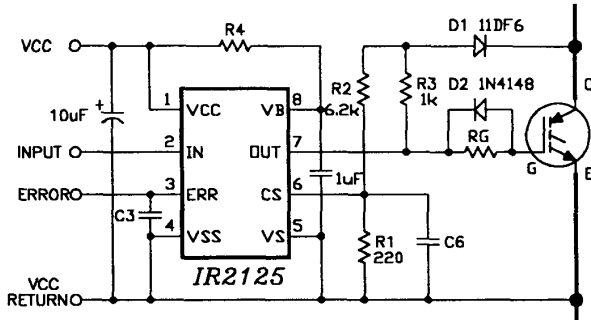 VCC
R4
D1 11DF6
C
10uF
+
1
VCC
VB
8
R2
6.2k
R3
1k
D2 1N4148
INPUT
2
IN
OUT
7
RG
G
E
ERROR
3
ERR
CS
6
1uF
C3
4
VSS
VS
5
R1
220
C6
IR2125
VCC
RETURN